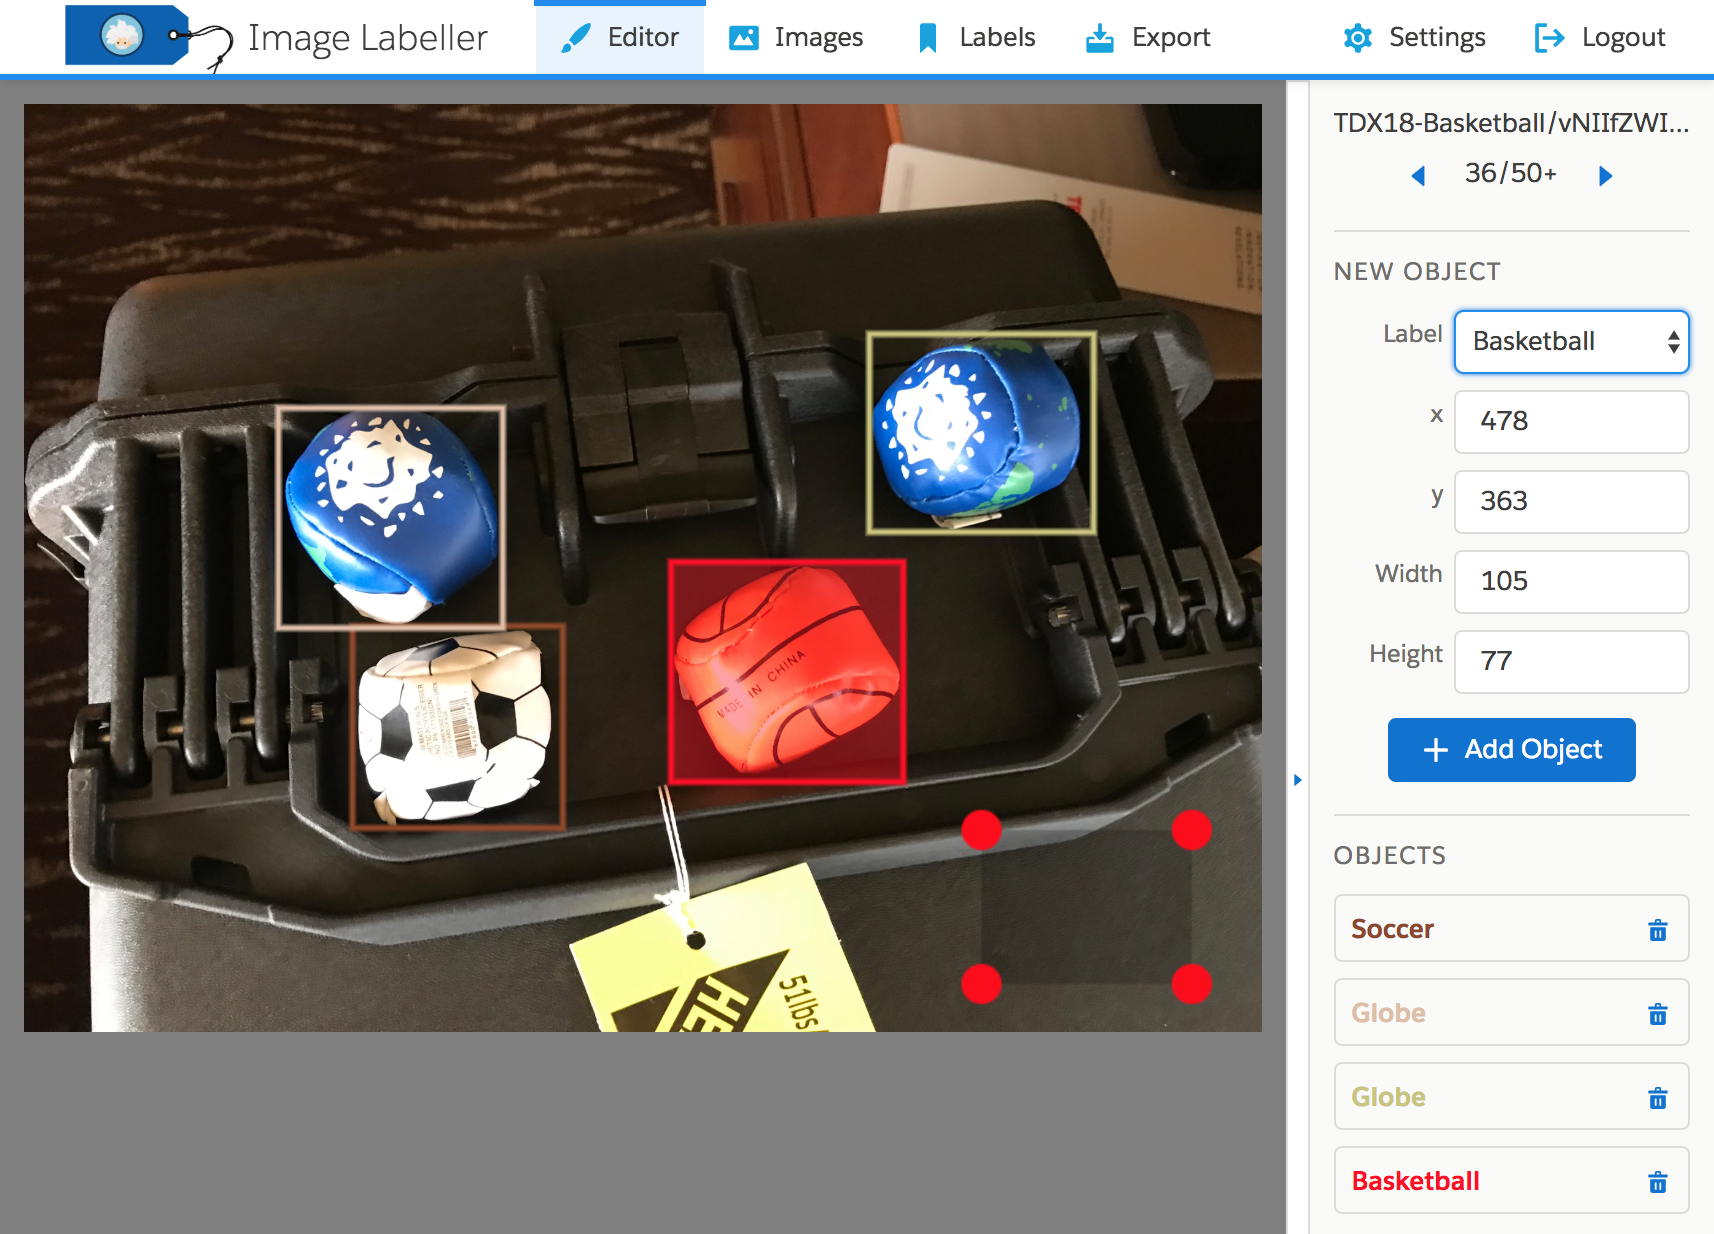 Image Labeller
Editor
Images
Labels
Export
Settings
Logout
TDX18-Basketball/vNIIfZWI...
36/50+
NEW OBJECT
Label
Basketball
x
478
y
363
Width
105
Height
77
+ Add Object
OBJECTS
Soccer
Globe
Globe
Basketball
MADE IN CHINA
51lbs